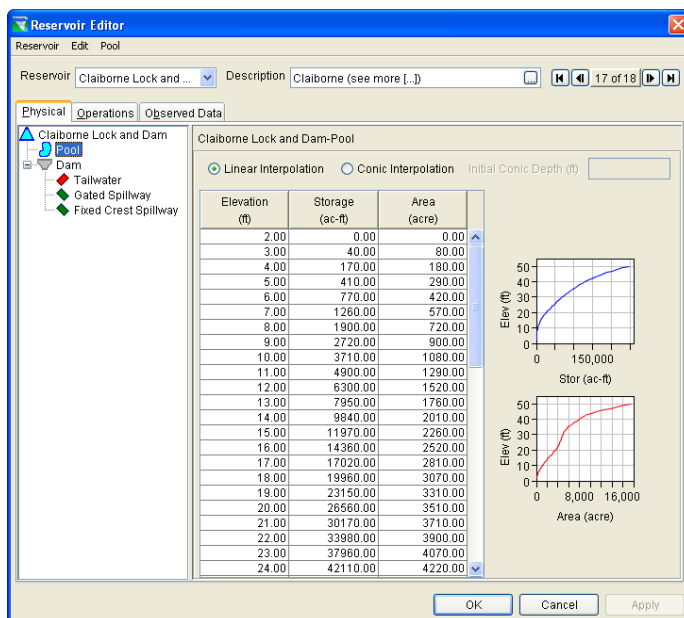 Reservoir Editor
Reservoir Edit Pool
Reservoir Claiborne Lock and ... Description Claiborne (see more [...]) ... 17 of 18
Physical Operations Observed Data
Claiborne Lock and Dam
Pool
Dam
Tailwater
Gated Spillway
Fixed Crest Spillway
Claiborne Lock and Dam-Pool
Linear Interpolation Conic Interpolation Initial Conic Depth (ft)
Elevation (ft) Storage (ac-ft) Area (acre)
2.00 0.00 0.00
3.00 40.00 80.00
4.00 170.00 180.00
5.00 410.00 290.00
6.00 770.00 420.00
7.00 1260.00 570.00
8.00 1900.00 720.00
9.00 2720.00 900.00
10.00 3710.00 1080.00
11.00 4900.00 1290.00
12.00 6300.00 1520.00
13.00 7950.00 1760.00
14.00 9840.00 2010.00
15.00 11970.00 2260.00
16.00 14360.00 2520.00
17.00 17020.00 2810.00
18.00 19960.00 3070.00
19.00 23150.00 3310.00
20.00 26560.00 3510.00
21.00 30170.00 3710.00
22.00 33980.00 3900.00
23.00 37960.00 4070.00
24.00 42110.00 4220.00
Elev (ft)
50
40
30
20
10
0
0 150,000
Stor (ac-ft)
Elev (ft)
50
40
30
20
10
0
0 8,000 16,000
Area (acre)
OK Cancel Apply